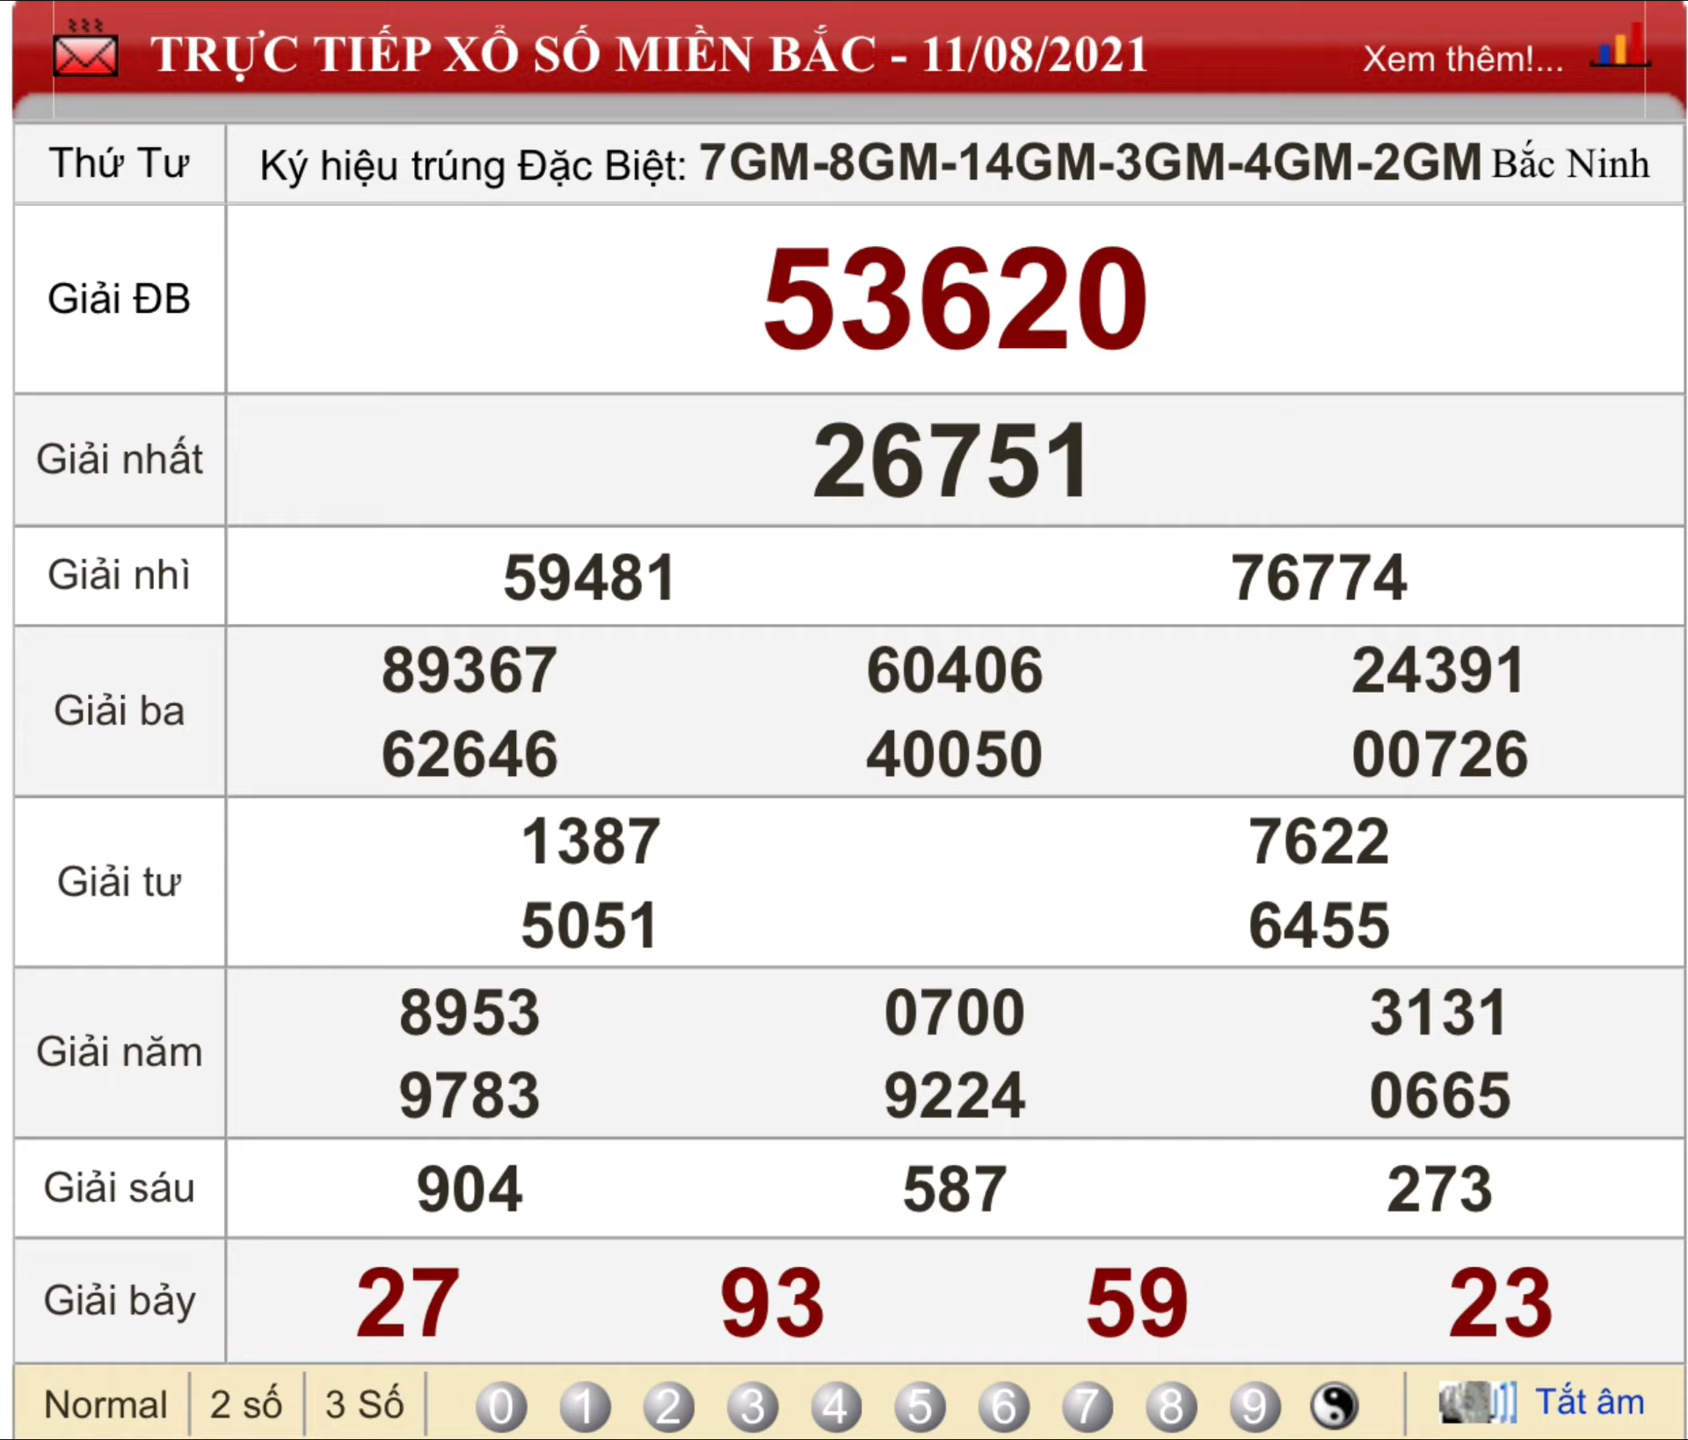 TRỰC TIẾP XỔ SỐ MIỀN BẮC - 11/08/2021 Xem thêm!...
Thứ Tư Ký hiệu trúng Đặc Biệt: 7GM-8GM-14GM-3GM-4GM-2GM Bắc Ninh
Giải ĐB 53620
Giải nhất 26751
Giải nhì 59481 76774
Giải ba 89367 60406 24391
62646 40050 00726
Giải tư 1387 7622
5051 6455
Giải năm 8953 0700 3131
9783 9224 0665
Giải sáu 904 587 273
Giải bảy 27 93 59 23
Normal 2 số 3 Số 0 1 2 3 4 5 6 7 8 9 Tắt âm